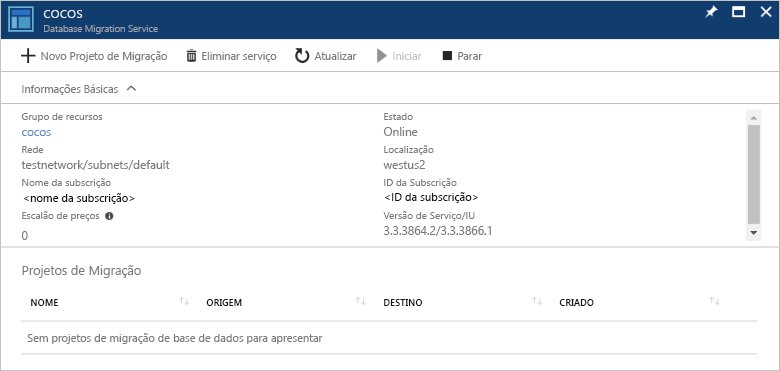 COCOS
Database Migration Service
Novo Projeto de Migração Eliminar serviço Atualizar Iniciar Parar
Informações Básicas
Grupo de recursos
cocos
Rede
testnetwork/subnets/default
Nome da subscrição
<nome da subscrição>
Escalão de preços
0
Estado
Online
Localização
westus2
ID da Subscrição
<ID da subscrição>
Versão de Serviço/IU
3.3.3864.2/3.3.3866.1
Projetos de Migração
NOME ORIGEM DESTINO CRIADO
Sem projetos de migração de base de dados para apresentar